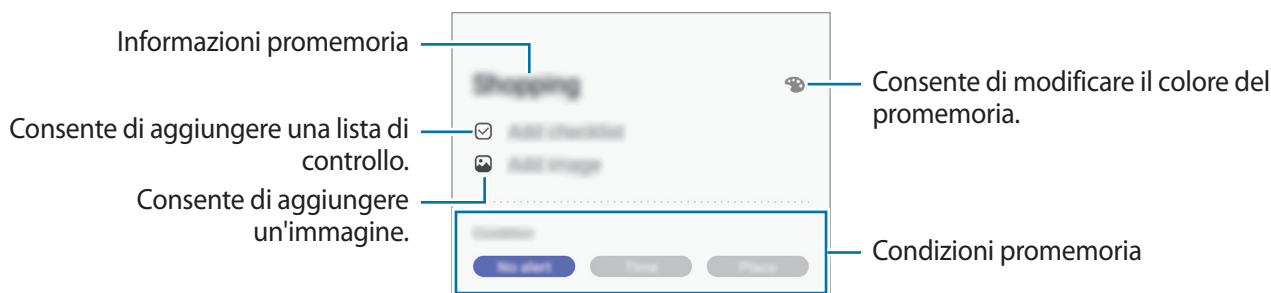 Informazioni promemoria
Shopping
Consente di modificare il colore del
promemoria.
Consente di aggiungere una lista di
controllo.
Add checklist
Add image
Consente di aggiungere
un'immagine.
Condition
No alert
Time
Place
Condizioni promemoria